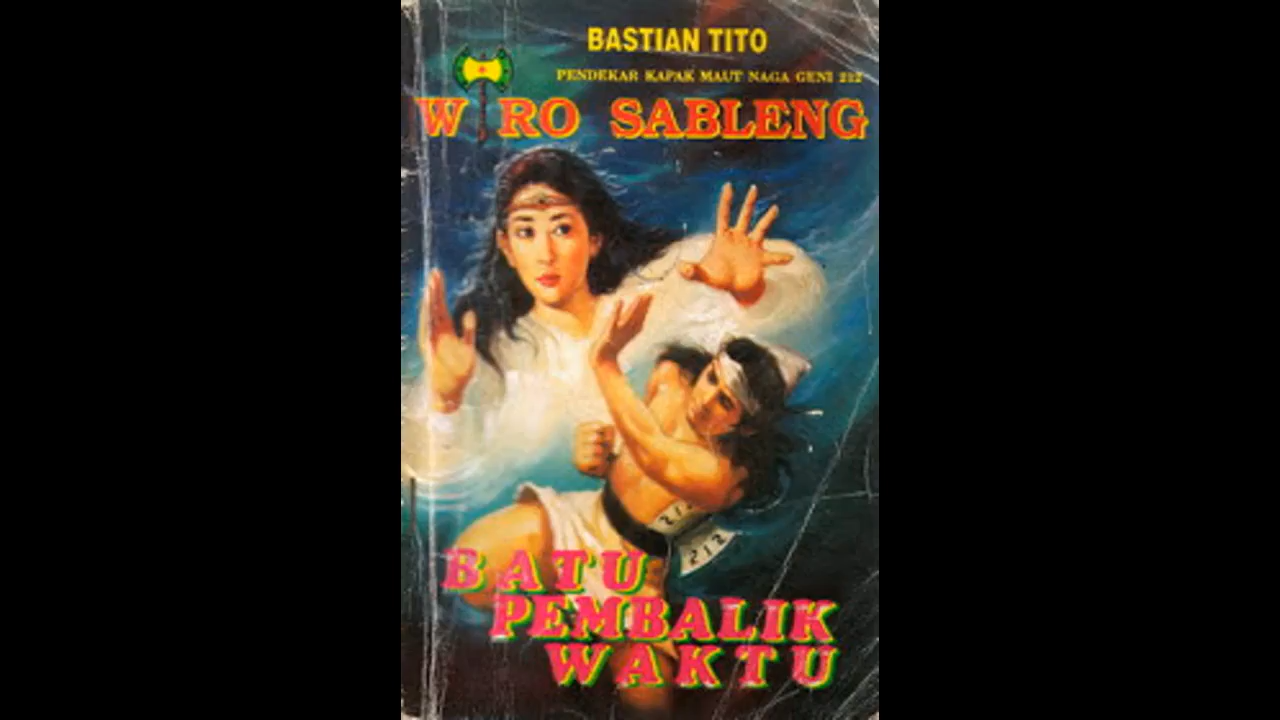 BASTIAN TITO
PENDEKAR KAPAK MAUT NAGA GENI 212
WIRO SABLENG
212
212
BATU
PEMBALIK
WAKTU